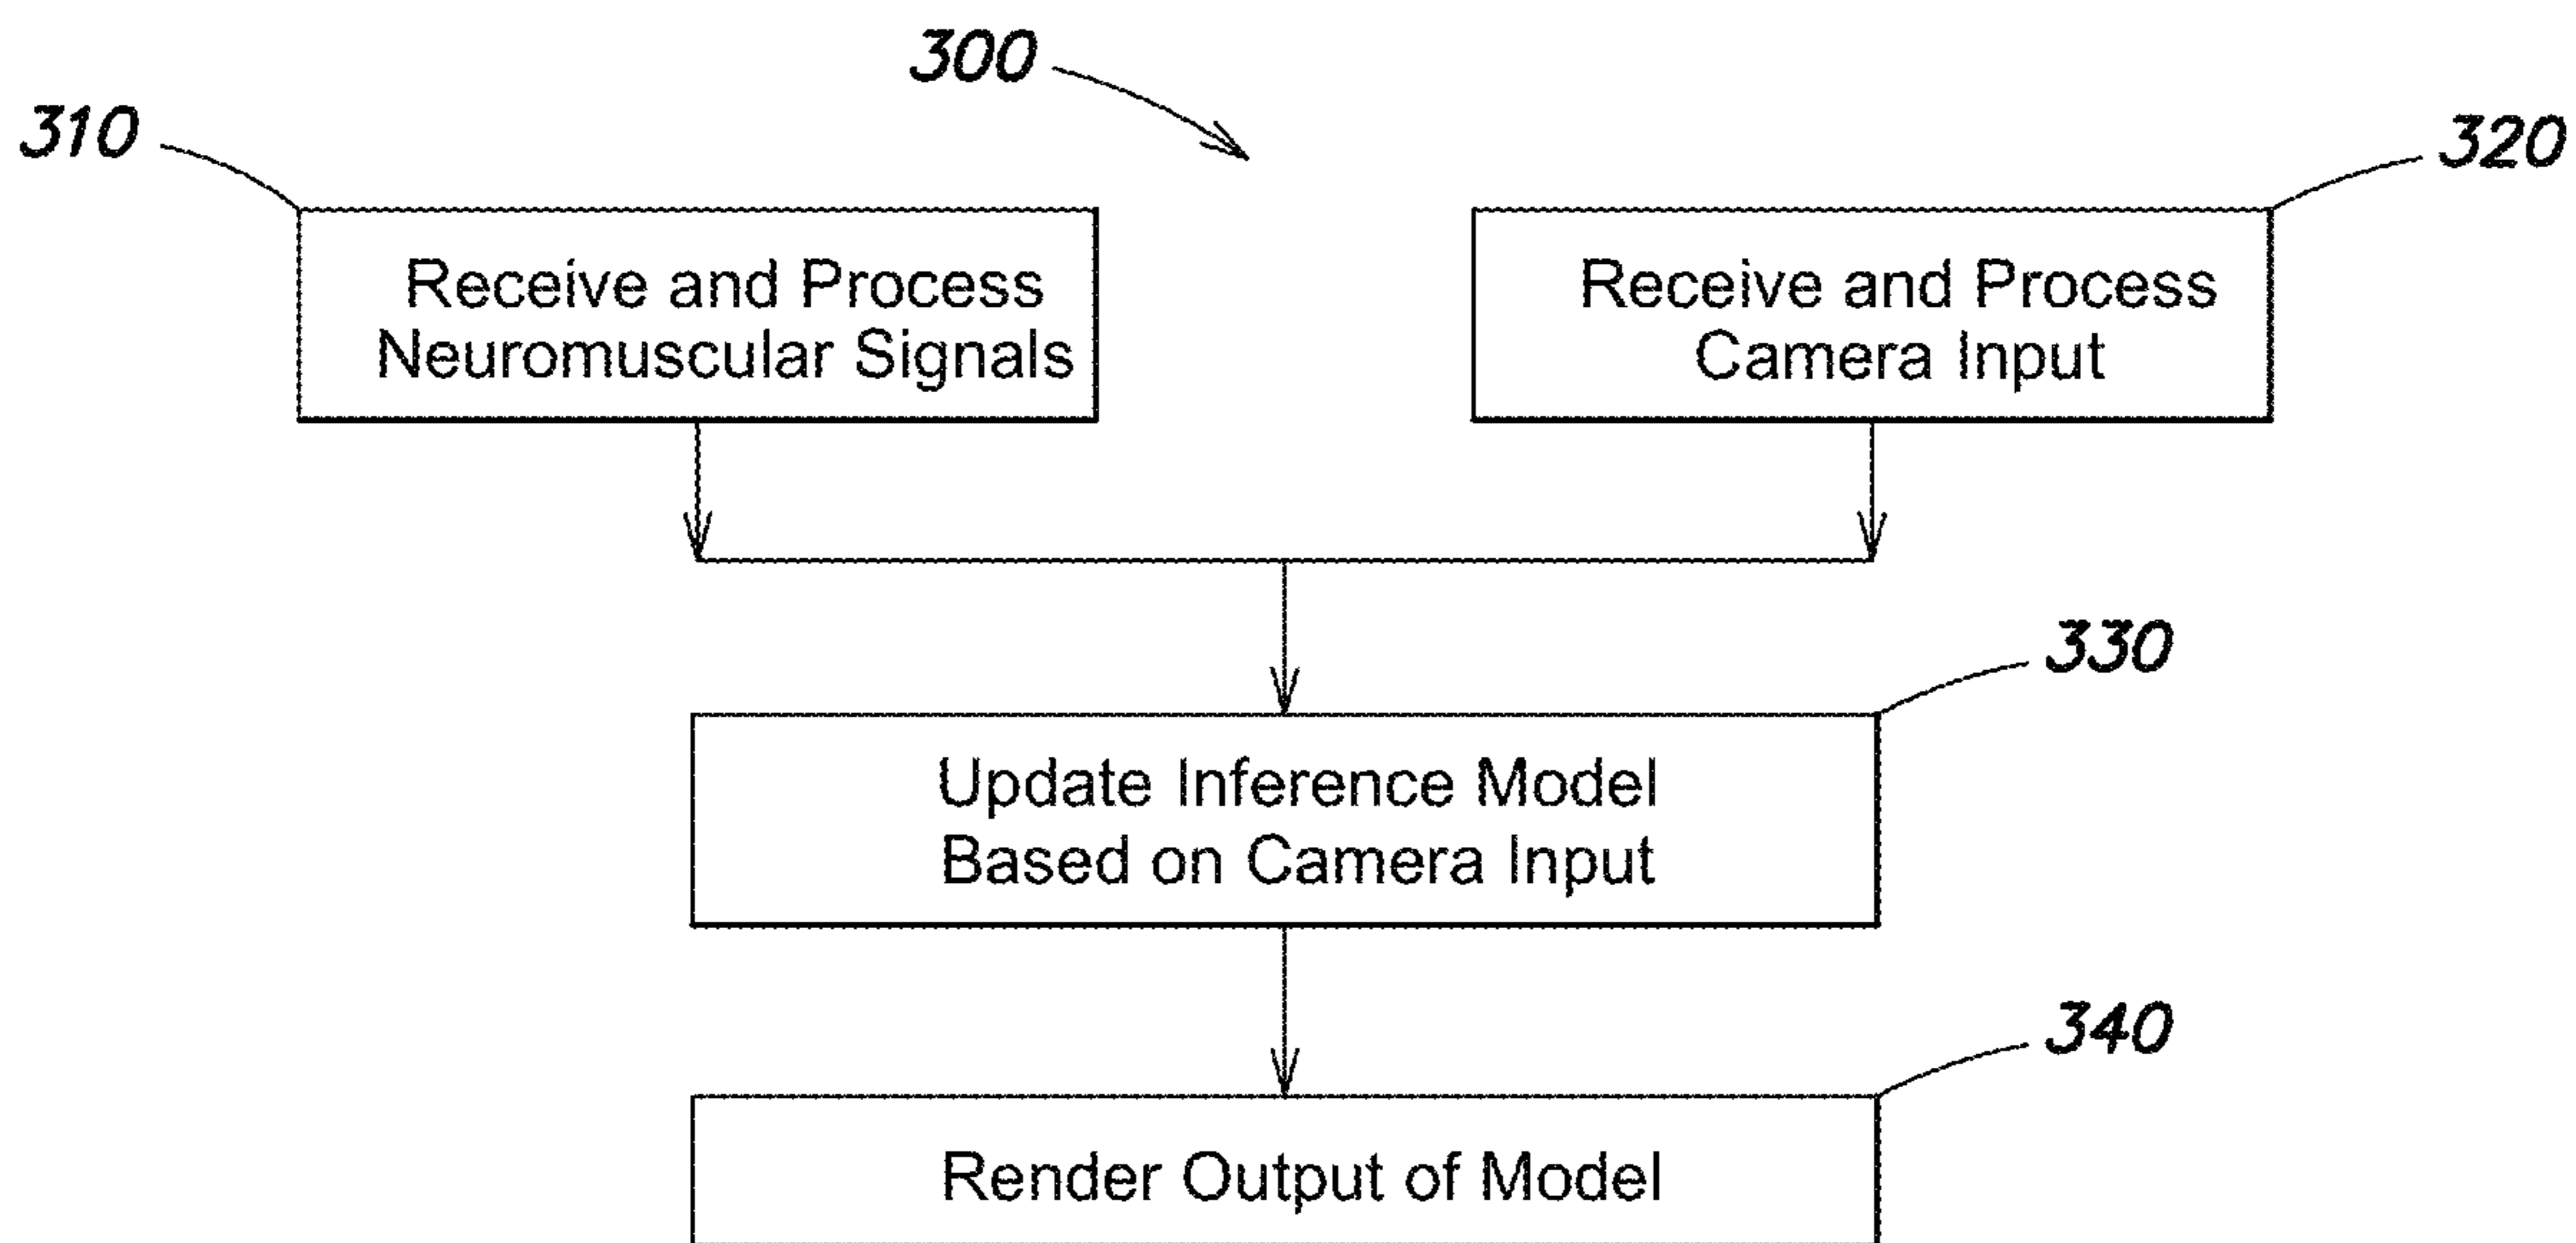 300
310
320
Receive and Process
Neuromuscular Signals
Receive and Process
Camera Input
330
Update Inference Model
Based on Camera Input
340
Render Output of Model